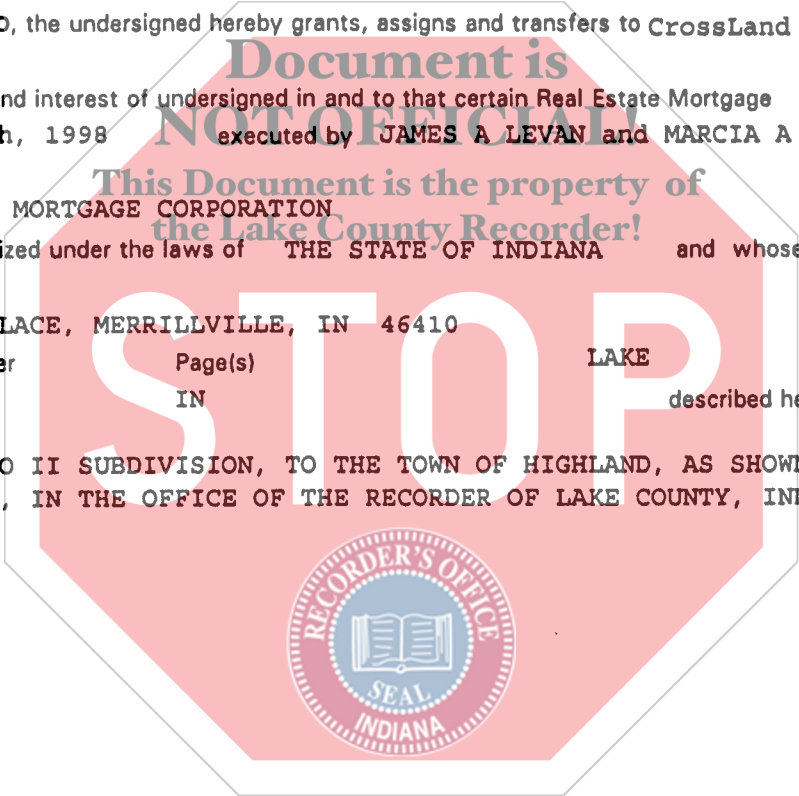 , the undersigned hereby grants, assigns and transfers to CrossLand
Document is
nd interest of undersigned in and to that certain Real Estate Mortgage
NOT OFFICIAL!
h, 1998 executed by JAMES A LEVAN and MARCIA A
This Document is the property of
MORTGAGE CORPORATION
the Lake County Recorder!
ized under the laws of THE STATE OF INDIANA and whose
STOP
LACE, MERRILLVILLE, IN 46410
er Page(s) LAKE
IN described he
O II SUBDIVISION, TO THE TOWN OF HIGHLAND, AS SHOWN
, IN THE OFFICE OF THE RECORDER OF LAKE COUNTY, IN
RECORDER'S OFFICE
SEAL
INDIANA